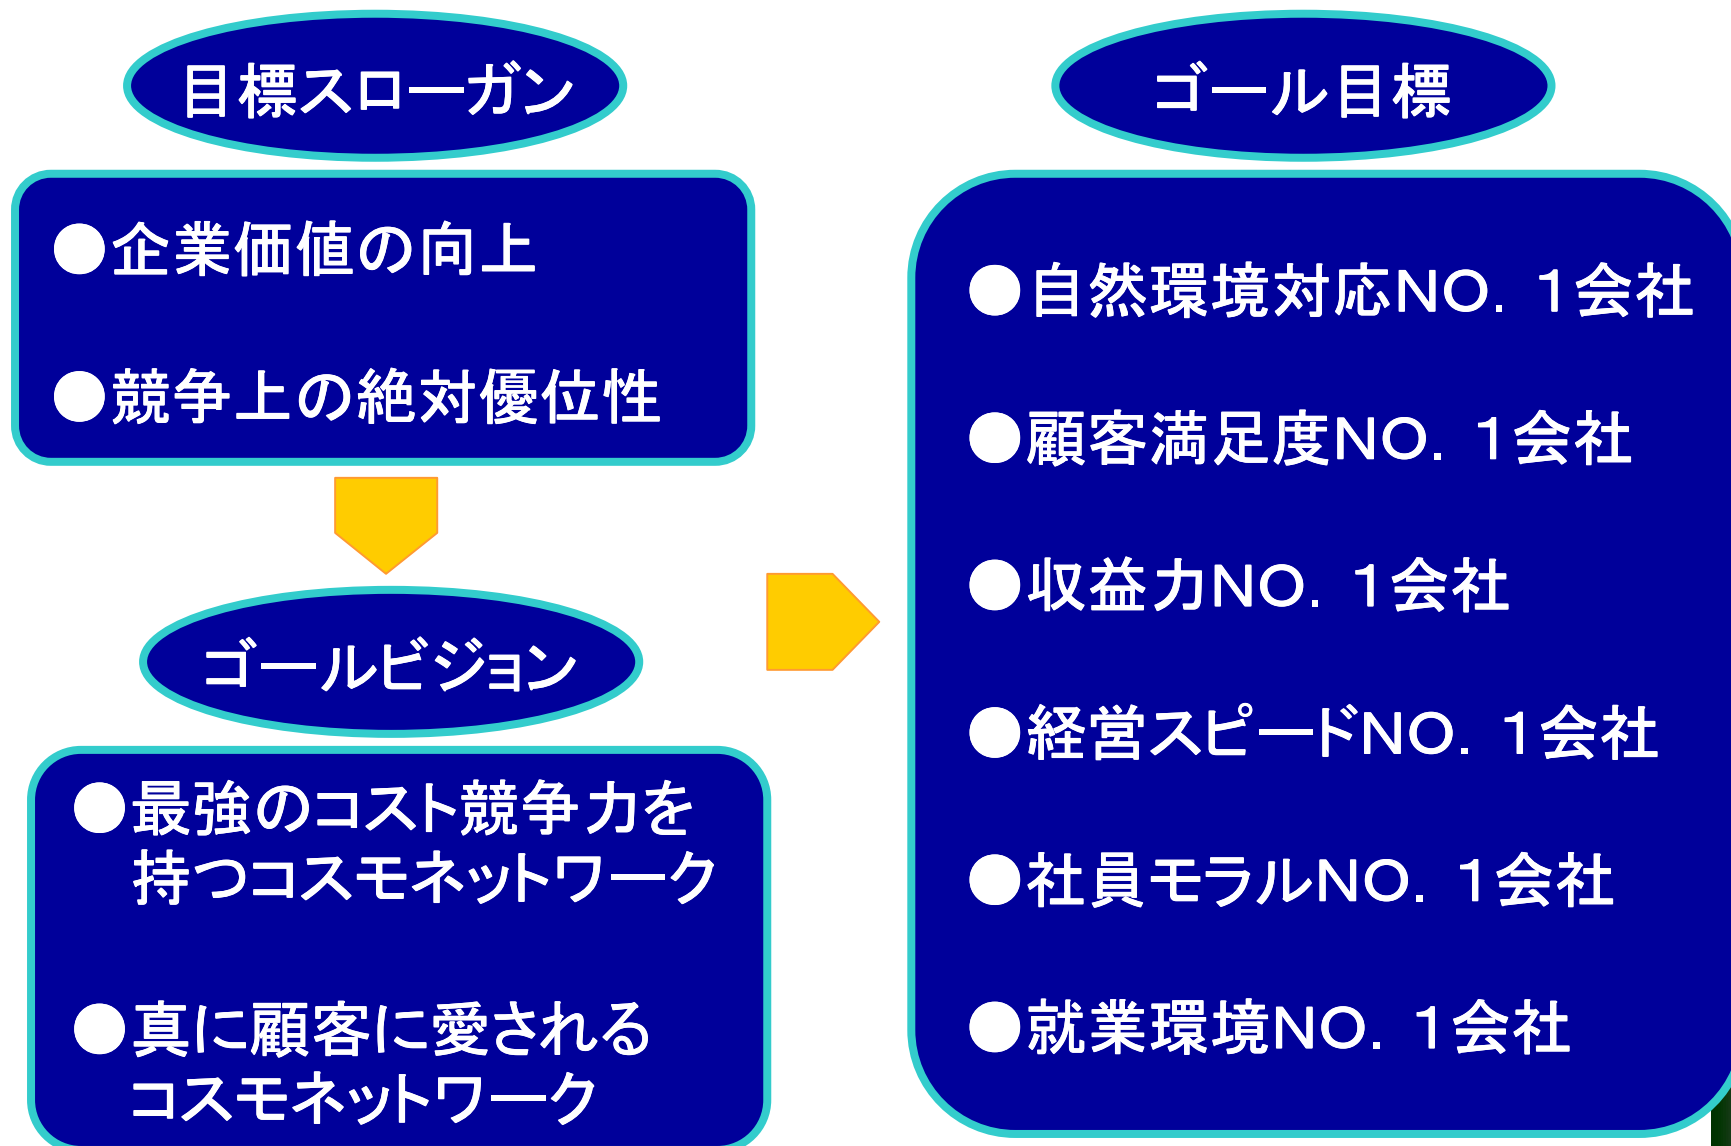 目標スローガン
●企業価値の向上
●競争上の絶対優位性
ゴールビジョン
●最強のコスト競争力を
持つコスモネットワーク
●真に顧客に愛される
コスモネットワーク
ゴール目標
●自然環境対応NO．１会社
●顧客満足度NO．１会社
●収益力NO．１会社
●経営スピードNO．１会社
●社員モラルNO．１会社
●就業環境NO．１会社